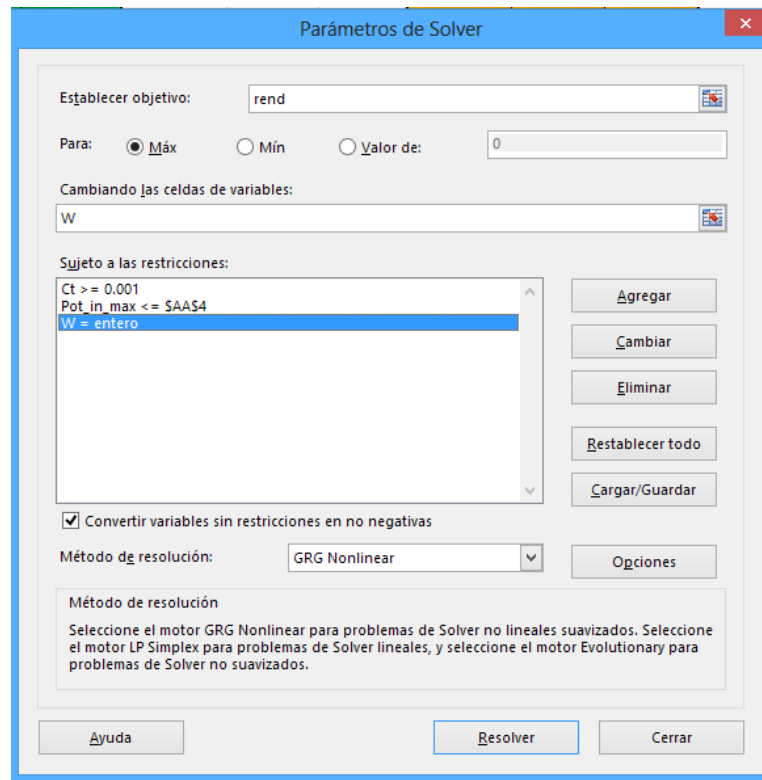 Parámetros de Solver
Establecer objetivo:
rend
Para:
Máx
Mín
Valor de:
0
Cambiando las celdas de variables:
W
Sujeto a las restricciones:
Ct >= 0.001
Pot_in_max <= $AA$4
W = entero
Agregar
Cambiar
Eliminar
Restablecer todo
Cargar/Guardar
Convertir variables sin restricciones en no negativas
Método de resolución:
GRG Nonlinear
Opciones
Método de resolución
Seleccione el motor GRG Nonlinear para problemas de Solver no lineales suavizados. Seleccione
el motor LP Simplex para problemas de Solver lineales, y seleccione el motor Evolutionary para
problemas de Solver no suavizados.
Ayuda
Resolver
Cerrar